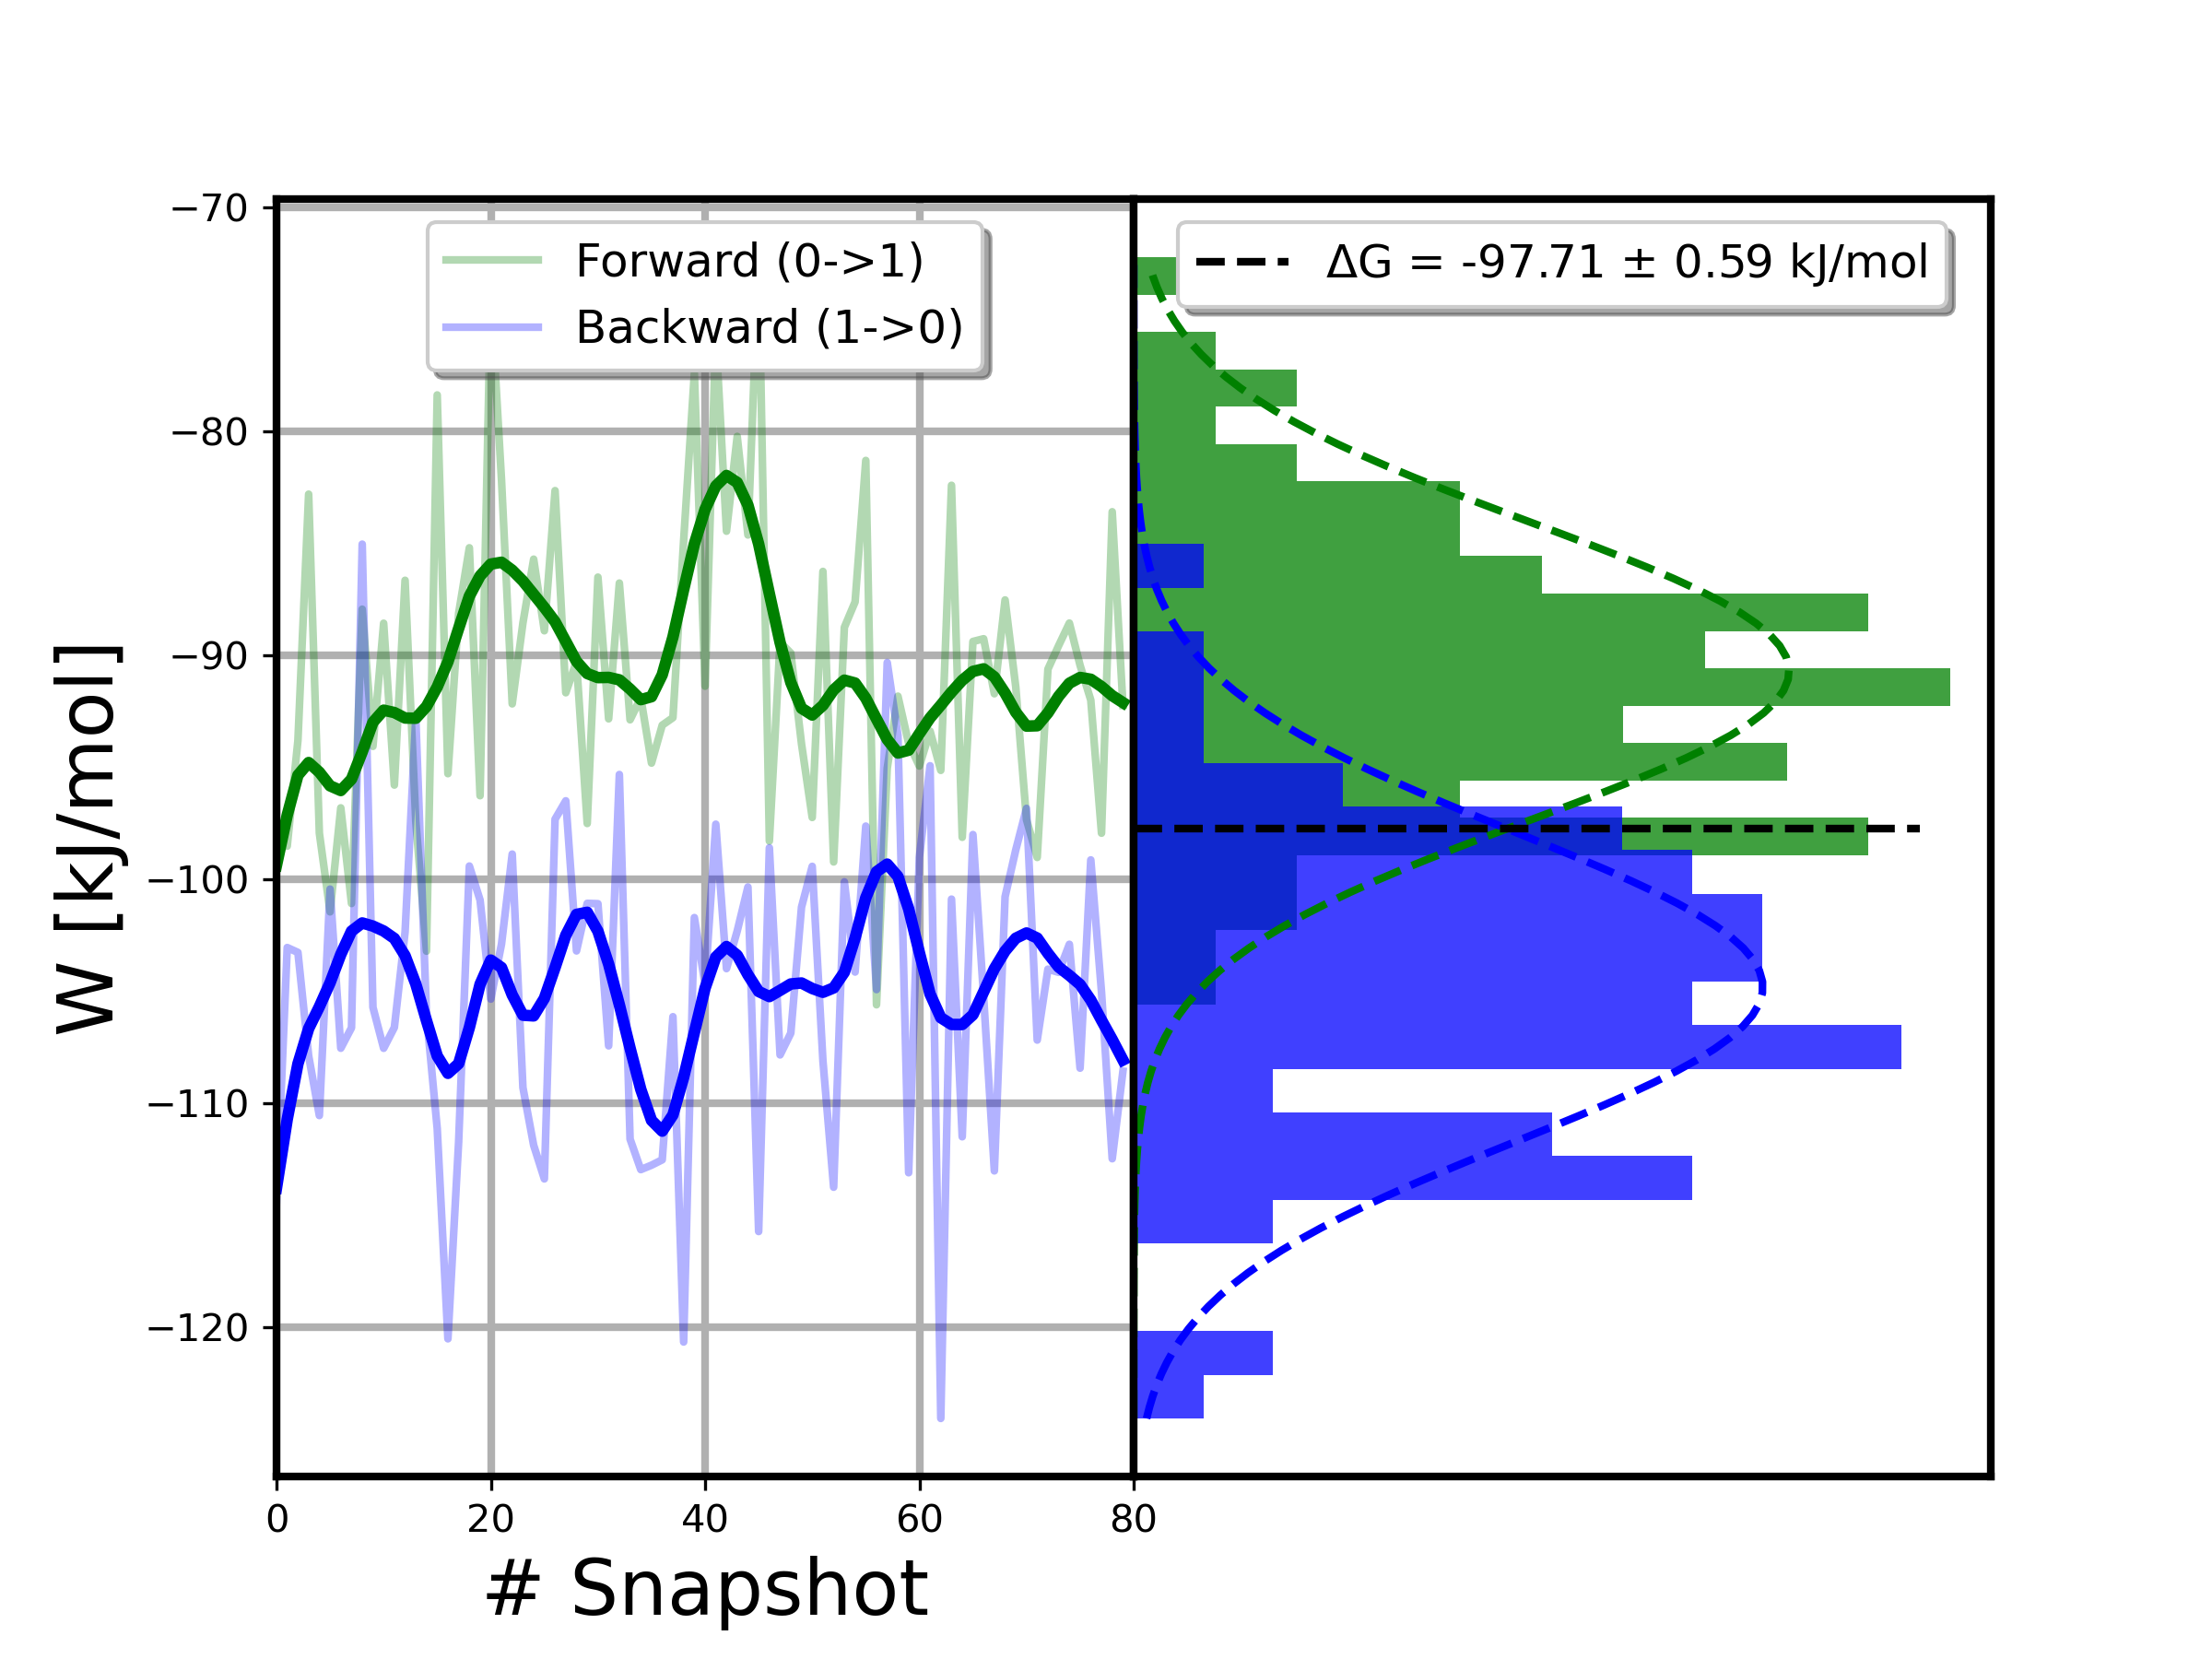 Forward (0->1)
Backward (1->0)
ΔG = -97.71 ± 0.59 kJ/mol
W [kJ/mol]
−70
−80
−90
−100
−110
−120
0 20 40 60 80
# Snapshot